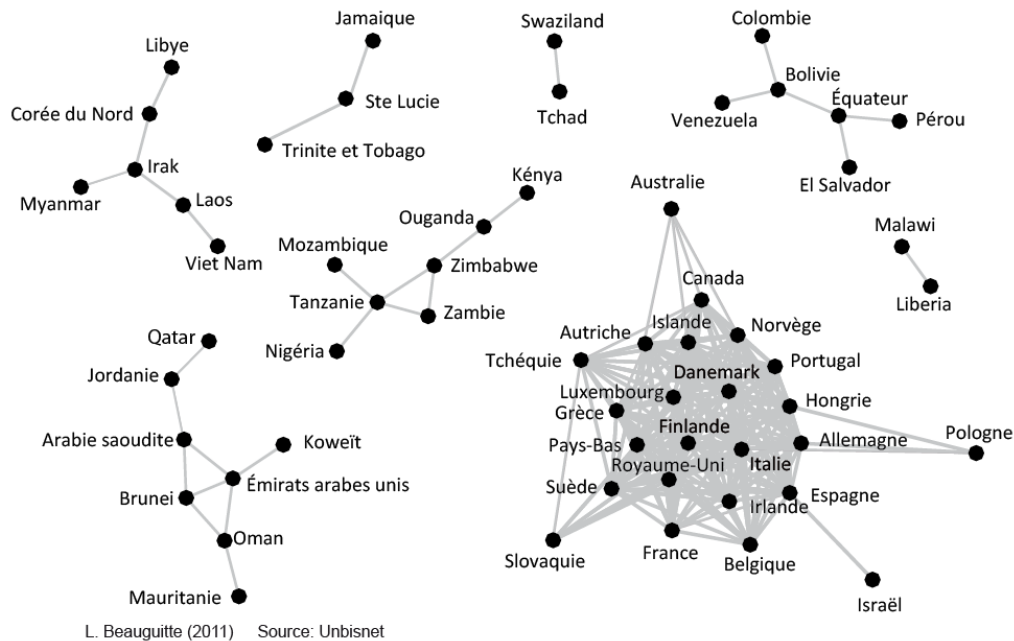 Jamaique
Swaziland
Colombie
Libye
Bolivie
Corée du Nord
Ste Lucie
Équateur
Tchad
Venezuela
Pérou
Trinite et Tobago
Irak
Kénya
Australie
El Salvador
Myanmar
Laos
Ouganda
Malawi
Mozambique
Viet Nam
Zimbabwe
Canada
Tanzanie
Zambie
Liberia
Islande
Norvège
Autriche
Qatar
Nigéria
Tchéquie
Portugal
Jordanie
Danemark
Luxembourg
Hongrie
Grèce
Finlande
Pologne
Arabie saoudite
Koweït
Pays-Bas
Allemagne
Royaume-Uni
Italie
Émirats arabes unis
Suède
Espagne
Brunei
Irlande
Oman
France
Slovaquie
Belgique
Mauritanie
Israël
L. Beauguitte (2011) Source: Unbisnet